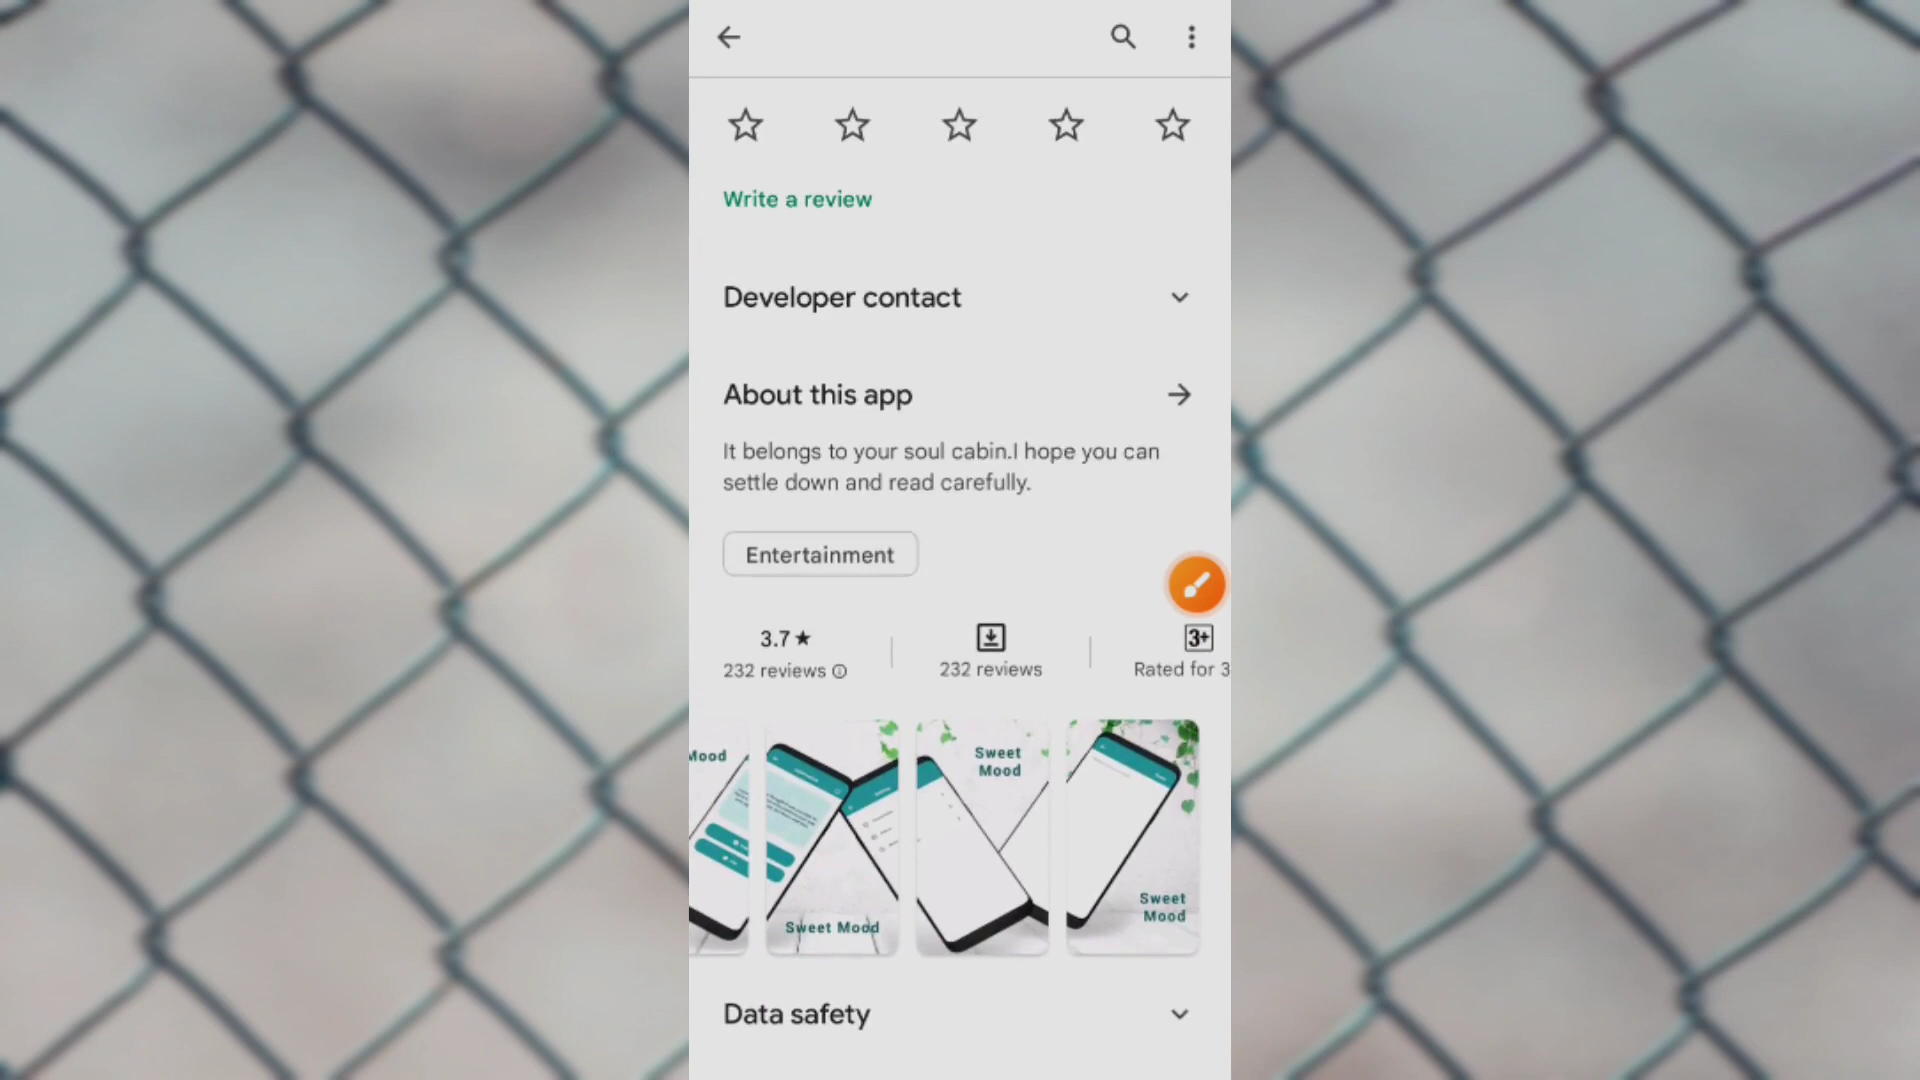 Write a review
Developer contact
About this app
It belongs to your soul cabin.I hope you can
settle down and read carefully.
Entertainment
3.7★
232 reviews
232 reviews
3+
Rated for 3
Mood
Sweet Mood
Sweet
Mood
Sweet
Mood
Data safety